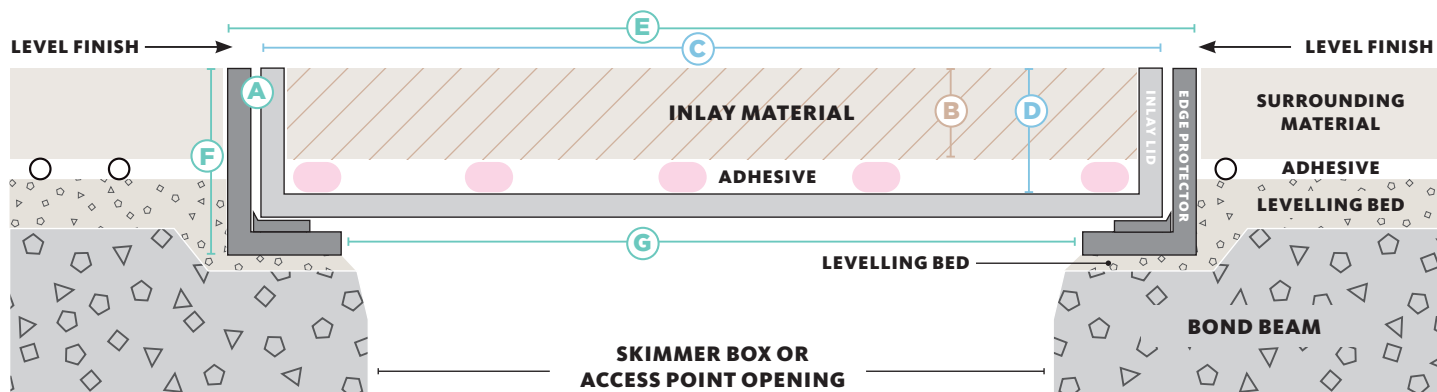 E
LEVEL FINISH
C
LEVEL FINISH
A
INLAY MATERIAL
B
D
INLAY LID
EDGE PROTECTOR
SURROUNDING
MATERIAL
F
ADHESIVE
ADHESIVE
LEVELLING BED
G
LEVELLING BED
BOND BEAM
SKIMMER BOX OR
ACCESS POINT OPENING